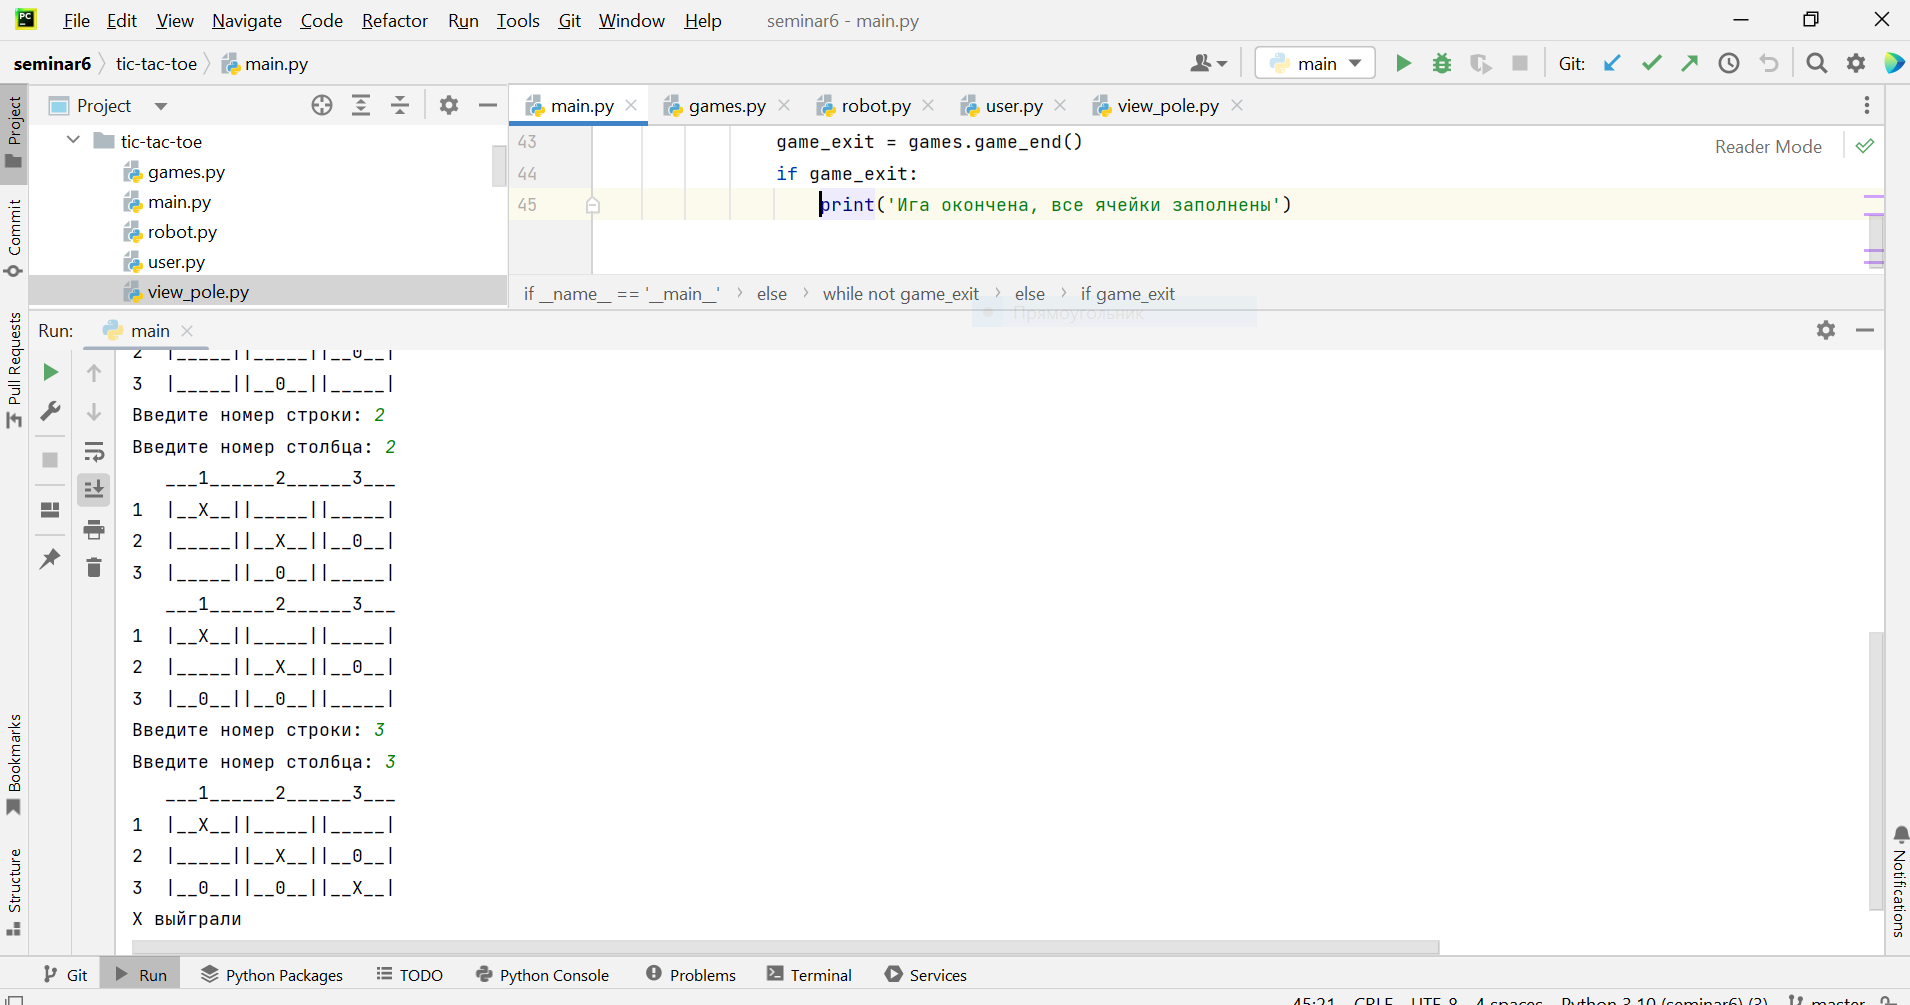 File Edit View Navigate Code Refactor Run Tools Git Window Help seminar6 - main.py
seminar6 tic-tac-toe main.py main Git:
Project
main.py games.py robot.py user.py view_pole.py
tic-tac-toe
games.py
main.py
robot.py
user.py
view_pole.py
43 game_exit = games.game_end()
44 if game_exit:
45 print('Ига окончена, все ячейки заполнены')
Reader Mode
if __name__ == '__main__' else while not game_exit else if game_exit
Прямоугольник
Run: main
2 |_____||_____||__0__|
3 |_____||__0__||_____|
Введите номер строки: 2
Введите номер столбца: 2
___1______2______3___
1 |__X__||_____||_____|
2 |_____||__X__||__0__|
3 |_____||__0__||_____|
___1______2______3___
1 |__X__||_____||_____|
2 |_____||__X__||__0__|
3 |__0__||__0__||_____|
Введите номер строки: 3
Введите номер столбца: 3
___1______2______3___
1 |__X__||_____||_____|
2 |_____||__X__||__0__|
3 |__0__||__0__||__X__|
X выйграли
Project
Commit
Pull Requests
Bookmarks
Structure
Notifications
Git Run Python Packages TODO Python Console Problems Terminal Services
45:21 CRLF UTF-8 4 spaces Python 3.10 (seminar6) (3) master